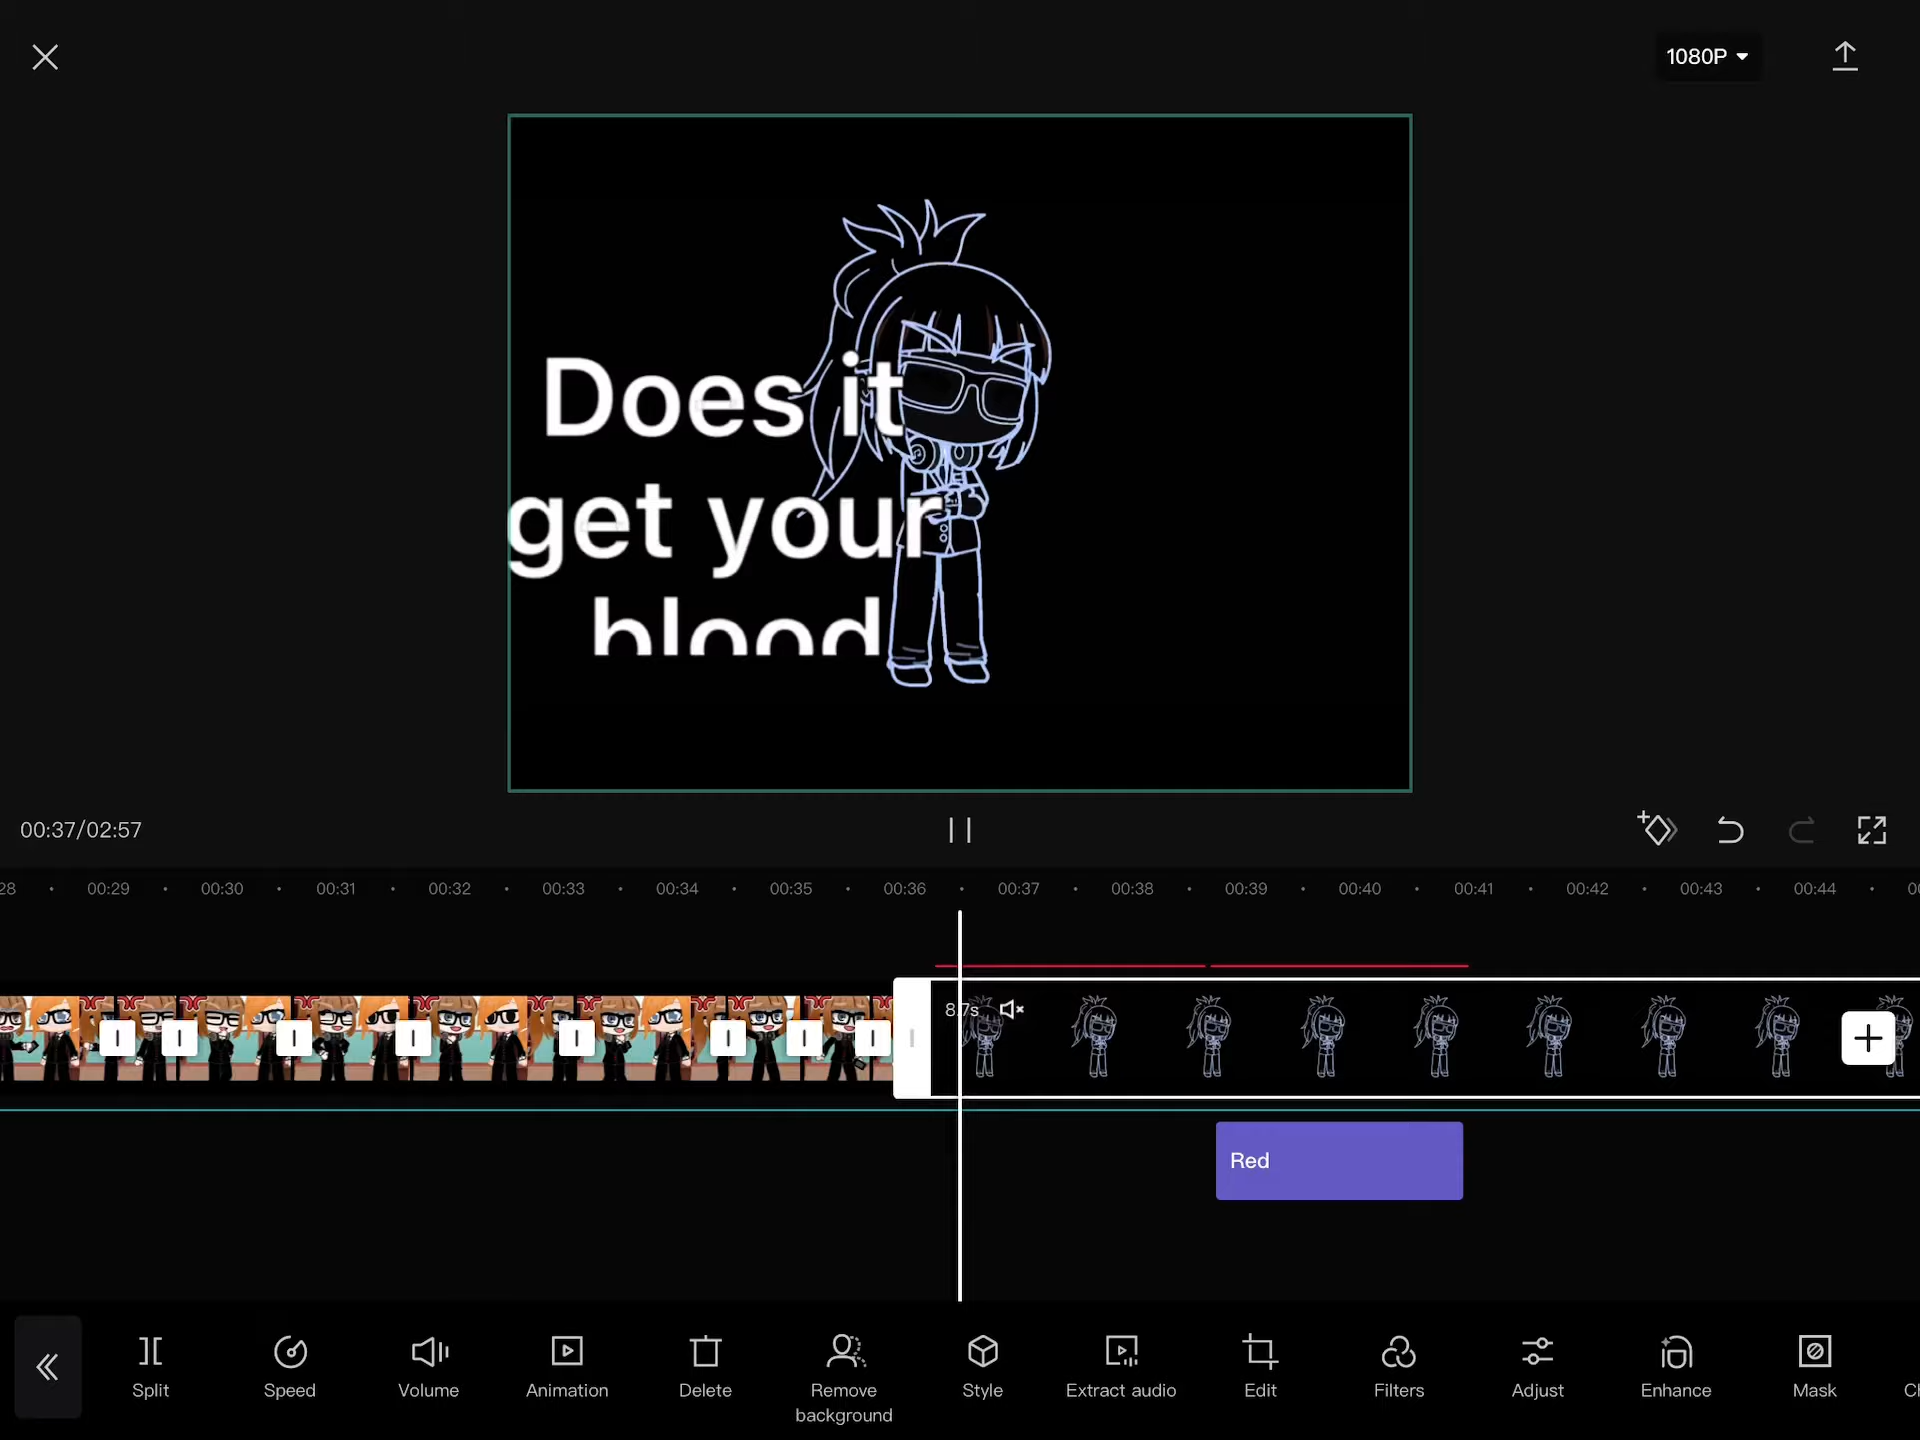 1080P
Does it
get your
blood
00:37/02:57
28 00:29 00:30 00:31 00:32 00:33 00:34 00:35 00:36 00:37 00:38 00:39 00:40 00:41 00:42 00:43 00:44
8.7s
Red
Split Speed Volume Animation Delete Remove background Style Extract audio Edit Filters Adjust Enhance Mask